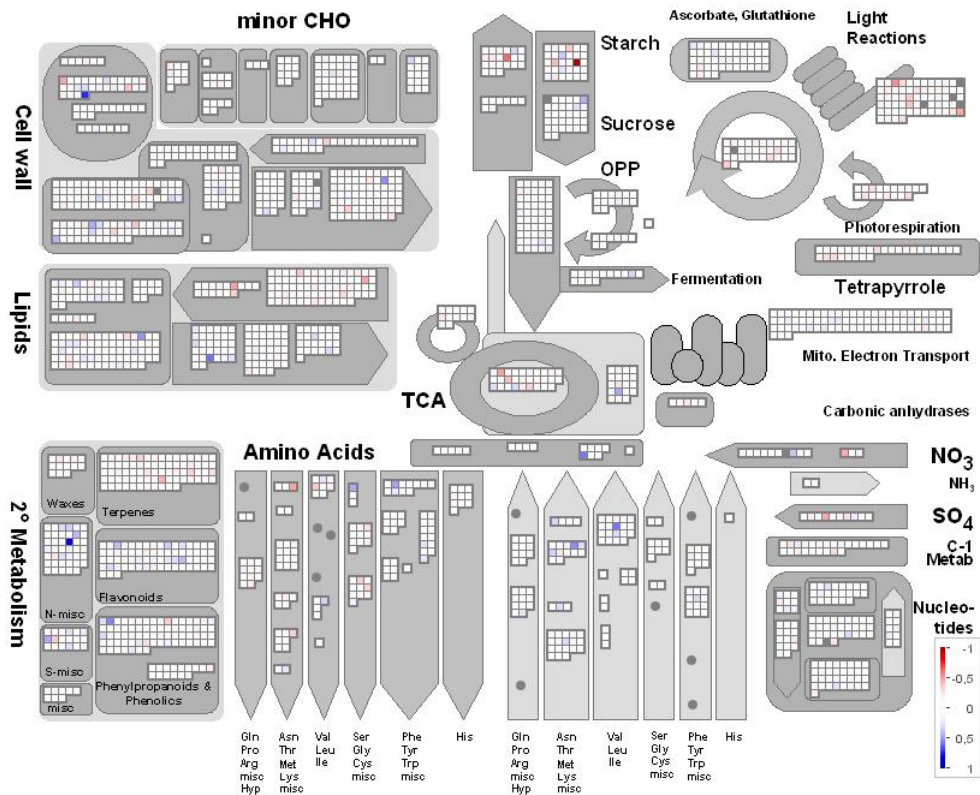 minor CHO
Cell wall
Lipids
2° Metabolism
Starch
Sucrose
OPP
Fermentation
TCA
Ascorbate, Glutathione
Light
Reactions
Photorespiration
Tetrapyrrole
Mito. Electron Transport
Carbonic anhydrases
Amino Acids
Waxes
Terpenes
N-misc
Flavonoids
S-misc
misc
Phenylpropanoids &
Phenolics
NO3
NH3
SO4
C-1
Metab
Nucleo-
tides
-1
-0,5
0
0,5
1
Gln
Pro
Arg
misc
Hyp
Asn
Thr
Met
Lys
misc
Val
Leu
Ile
Ser
Gly
Cys
misc
Phe
Tyr
Trp
misc
His
Gln
Pro
Arg
misc
Hyp
Asn
Thr
Met
Lys
misc
Val
Leu
Ile
Ser
Gly
Cys
misc
Phe
Tyr
Trp
misc
His